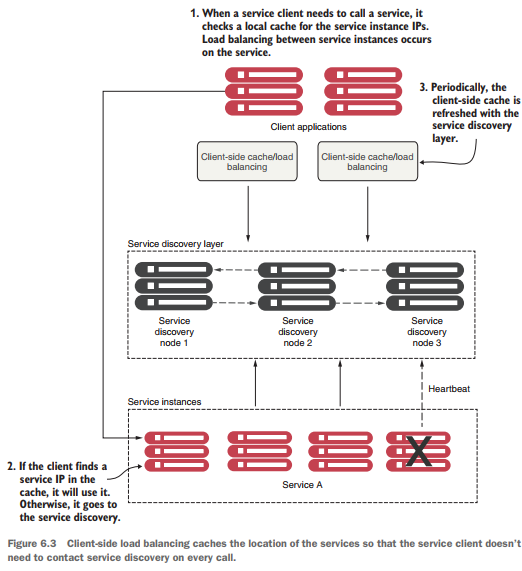 1. When a service client needs to call a service, it
checks a local cache for the service instance IPs.
Load balancing between service instances occurs
on the service.
3. Periodically, the
client-side cache is
refreshed with the
service discovery
layer.
Client applications
Client-side cache/load
balancing
Client-side cache/load
balancing
Service discovery layer
Service
discovery
node 1
Service
discovery
node 2
Service
discovery
node 3
Heartbeat
Service instances
X
2. If the client finds a
service IP in the
cache, it will use it.
Otherwise, it goes to
the service discovery.
Service A
Figure 6.3 Client-side load balancing caches the location of the services so that the service client doesn't
need to contact service discovery on every call.